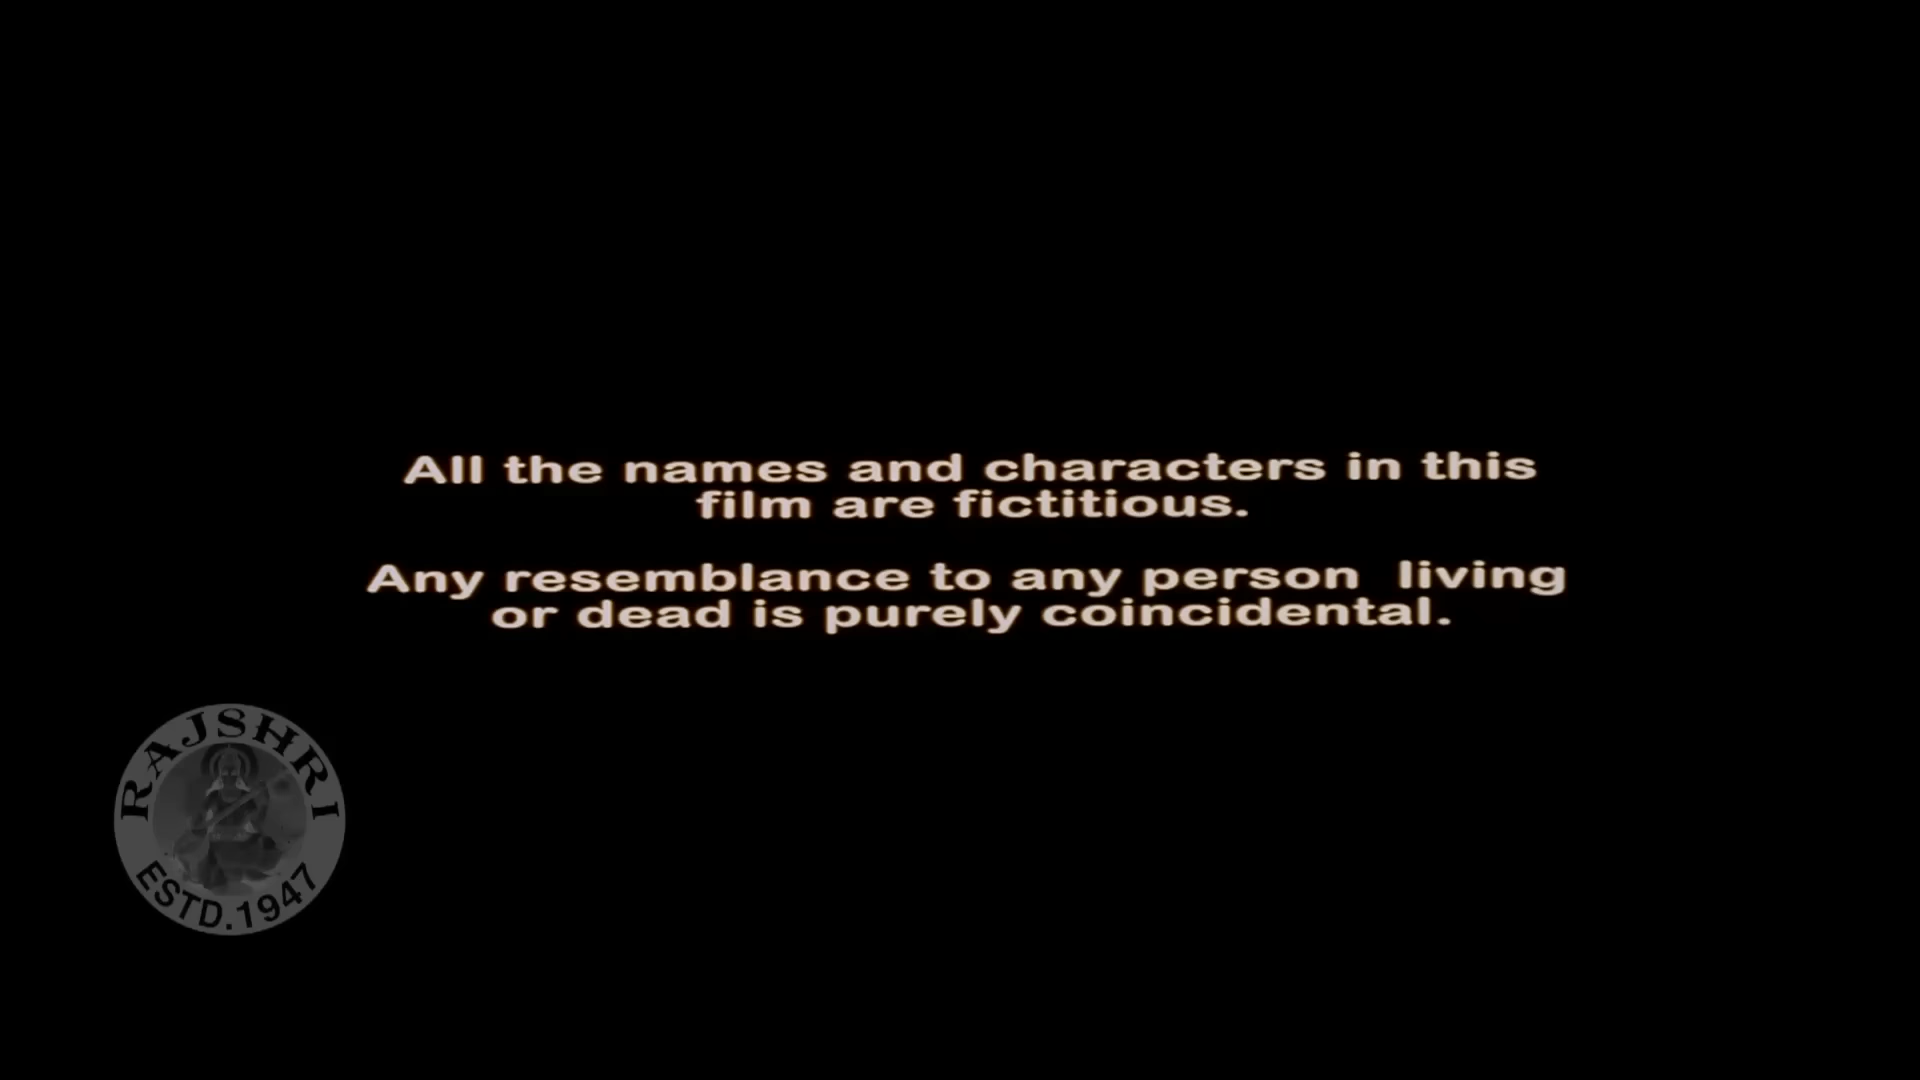 All the names and characters in this
film are fictitious.
Any resemblance to any person  living
or dead is purely coincidental.
RAJSHRI
ESTD.1947